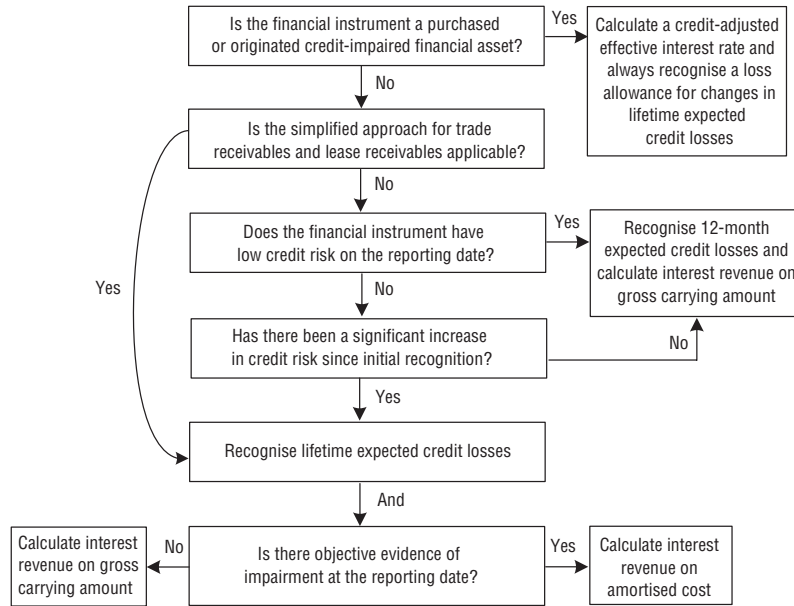 Is the financial instrument a purchased
or originated credit-impaired financial asset?
Yes
Calculate a credit-adjusted
effective interest rate and
always recognise a loss
allowance for changes in
lifetime expected
credit losses
No
Is the simplified approach for trade
receivables and lease receivables applicable?
No
Does the financial instrument have
low credit risk on the reporting date?
Yes
Recognise 12-month
expected credit losses and
calculate interest revenue on
gross carrying amount
Yes
No
Has there been a significant increase
in credit risk since initial recognition?
No
Yes
Recognise lifetime expected credit losses
And
Calculate interest
revenue on gross
carrying amount
No
Is there objective evidence of
impairment at the reporting date?
Yes
Calculate interest
revenue on
amortised cost